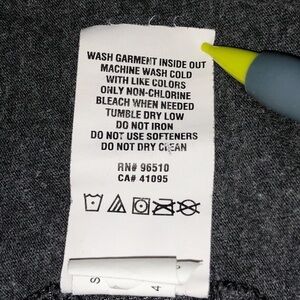 WASH GARMENT INSIDE OUT
MACHINE WASH COLD
WITH LIKE COLORS
ONLY NON-CHLORINE
BLEACH WHEN NEEDED
TUMBLE DRY LOW
DO NOT IRON
DO NOT USE SOFTENERS
DO NOT DRY CLEAN
RN# 96510
CA# 41095
S
4